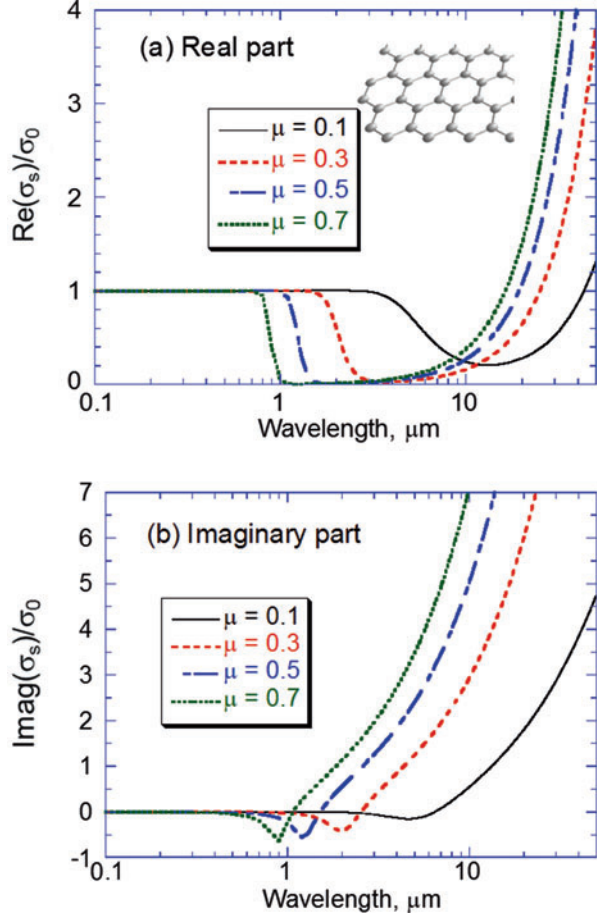 4
(a) Real part
3
μ = 0.1
μ = 0.3
μ = 0.5
μ = 0.7
2
1
0
Re(σs)/σ0
0.1
1
10
Wavelength, μm
7
(b) Imaginary part
6
5
μ = 0.1
μ = 0.3
μ = 0.5
μ = 0.7
4
3
2
1
0
-1
Imag(σs)/σ0
0.1
1
10
Wavelength, μm